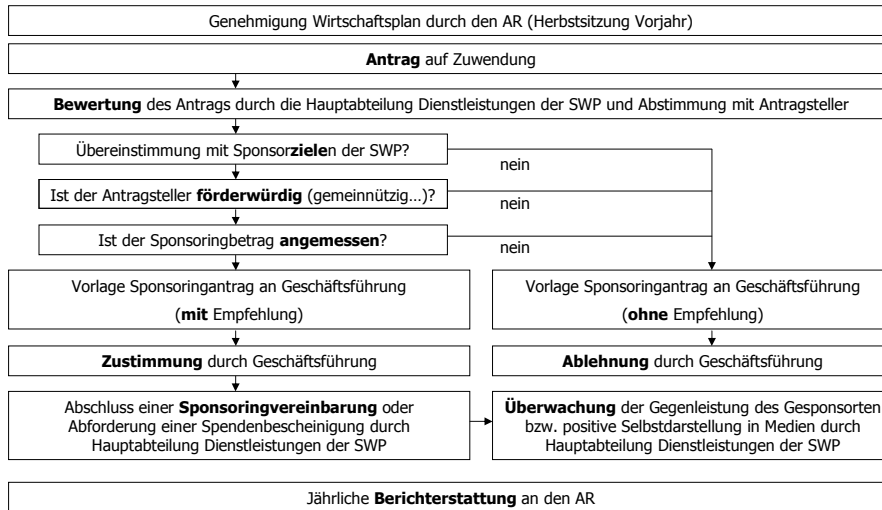 Genehmigung Wirtschaftsplan durch den AR (Herbstsitzung Vorjahr)
Antrag auf Zuwendung
Bewertung des Antrags durch die Hauptabteilung Dienstleistungen der SWP und Abstimmung mit Antragsteller
Übereinstimmung mit Sponsorzielen der SWP?
nein
Ist der Antragsteller förderwürdig (gemeinnützig...)?
nein
Ist der Sponsoringbetrag angemessen?
nein
Vorlage Sponsoringantrag an Geschäftsführung
(mit Empfehlung)
Vorlage Sponsoringantrag an Geschäftsführung
(ohne Empfehlung)
Zustimmung durch Geschäftsführung
Ablehnung durch Geschäftsführung
Abschluss einer Sponsoringvereinbarung oder
Abforderung einer Spendenbescheinigung durch
Hauptabteilung Dienstleistungen der SWP
Überwachung der Gegenleistung des Gesponsorten
bzw. positive Selbstdarstellung in Medien durch
Hauptabteilung Dienstleistungen der SWP
Jährliche Berichterstattung an den AR